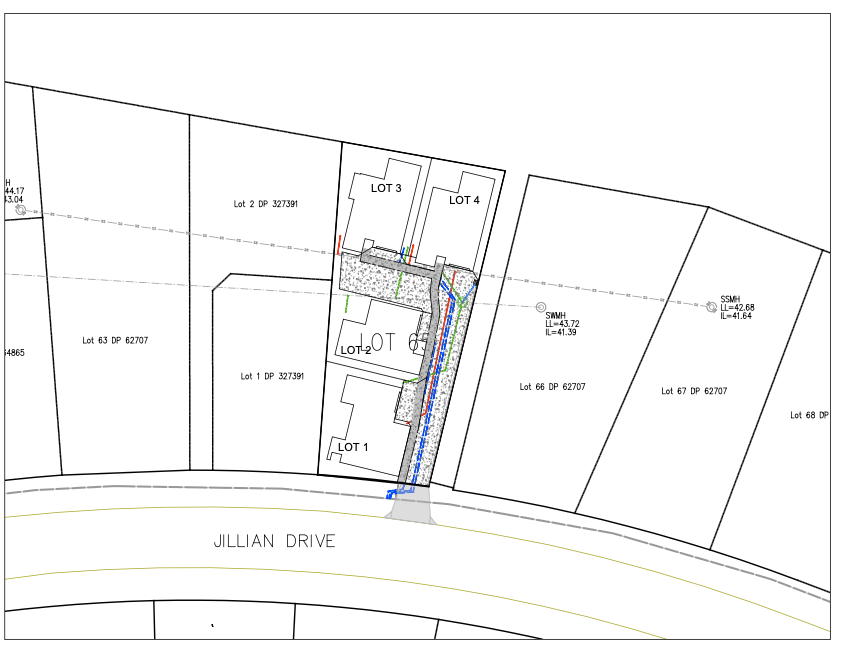 LOT 3
LOT 4
H
44.17
43.04
Lot 2 DP 327391
SSMH
LL=42.68
IL=41.64
SWMH
LL=43.72
IL=41.39
LOT 65
Lot 63 DP 62707
LOT 2
54865
Lot 1 DP 327391
Lot 66 DP 62707
Lot 67 DP 62707
Lot 68 DP
LOT 1
JILLIAN DRIVE